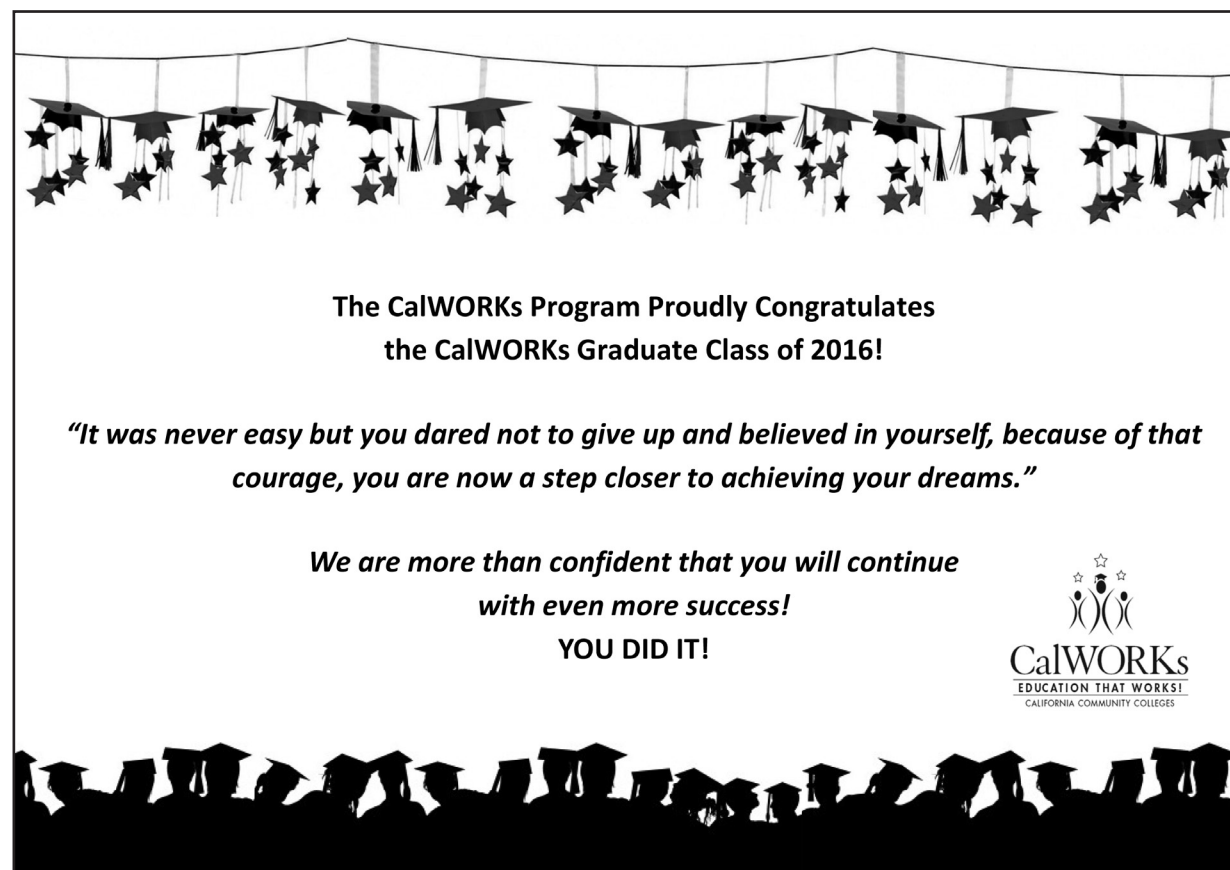 The CalWORKs Program Proudly Congratulates
the CalWORKs Graduate Class of 2016!
“It was never easy but you dared not to give up and believed in yourself, because of that
courage, you are now a step closer to achieving your dreams.”
We are more than confident that you will continue
with even more success!
YOU DID IT!
CalWORKs
EDUCATION THAT WORKS!
CALIFORNIA COMMUNITY COLLEGES